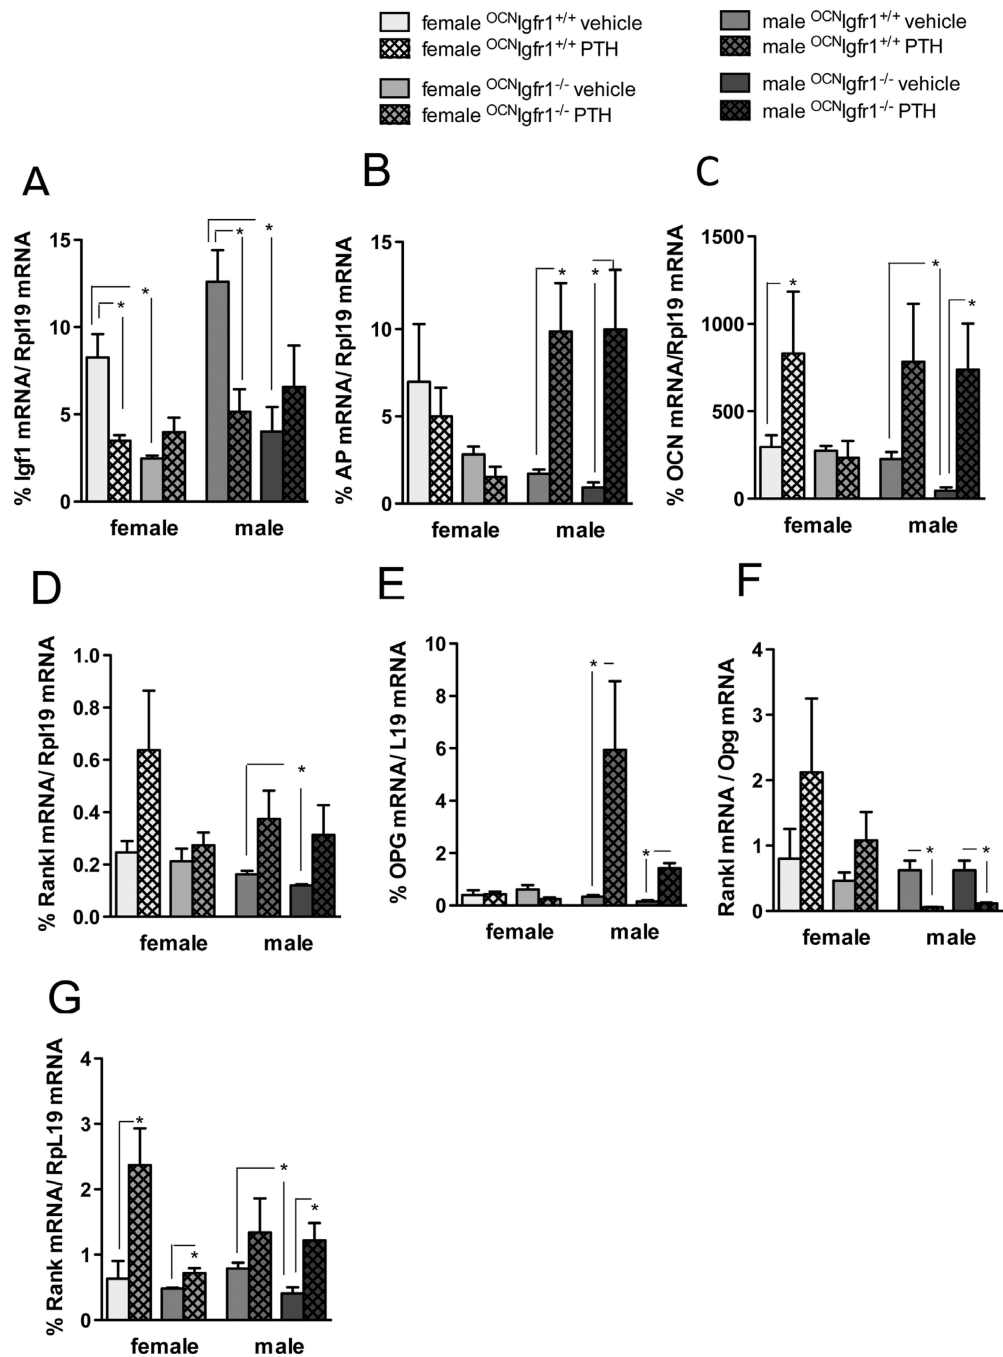 female OCNIgfr1+/+ vehicle
female OCNIgfr1+/+ PTH
female OCNIgfr1-/- vehicle
female OCNIgfr1-/- PTH
male OCNIgfr1+/+ vehicle
male OCNIgfr1+/+ PTH
male OCNIgfr1-/- vehicle
male OCNIgfr1-/- PTH
A
% Igf1 mRNA/ Rpl19 mRNA
15
10
5
0
* * * *
female male
B
% AP mRNA/ Rpl19 mRNA
15
10
5
0
* *
female male
C
% OCN mRNA/Rpl19 mRNA
1500
1000
500
0
* * *
female male
D
% Rankl mRNA/ Rpl19 mRNA
1.0
0.8
0.6
0.4
0.2
0.0
*
female male
E
% OPG mRNA/ L19 mRNA
10
8
6
4
2
0
* *
female male
F
Rankl mRNA / Opg mRNA
4
3
2
1
0
* *
female male
G
% Rank mRNA/ RpL19 mRNA
4
3
2
1
0
* * * *
female male